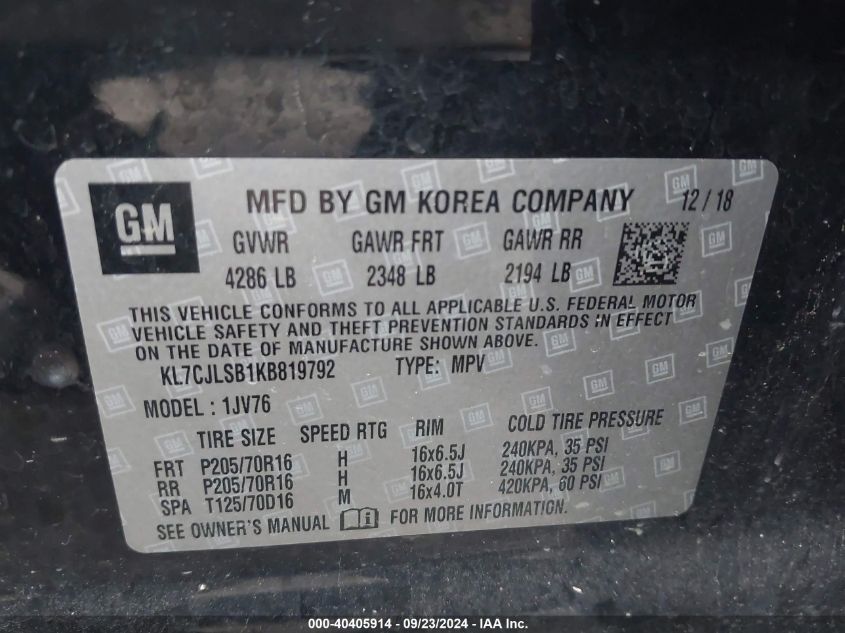 GM
MFD BY GM KOREA COMPANY 12/18
GVWR GAWR FRT GAWR RR
4286 LB 2348 LB 2194 LB
THIS VEHICLE CONFORMS TO ALL APPLICABLE U.S. FEDERAL MOTOR
VEHICLE SAFETY AND THEFT PREVENTION STANDARDS IN EFFECT
ON THE DATE OF MANUFACTURE SHOWN ABOVE.
KL7CJLSB1KB819792 TYPE: MPV
MODEL: 1JV76
TIRE SIZE SPEED RTG RIM COLD TIRE PRESSURE
FRT P205/70R16 H 16x6.5J 240KPA, 35 PSI
RR P205/70R16 H 16x6.5J 240KPA, 35 PSI
SPA T125/70D16 M 16x4.0T 420KPA, 60 PSI
SEE OWNER'S MANUAL FOR MORE INFORMATION.
000-40405914 - 09/23/2024 - IAA Inc.